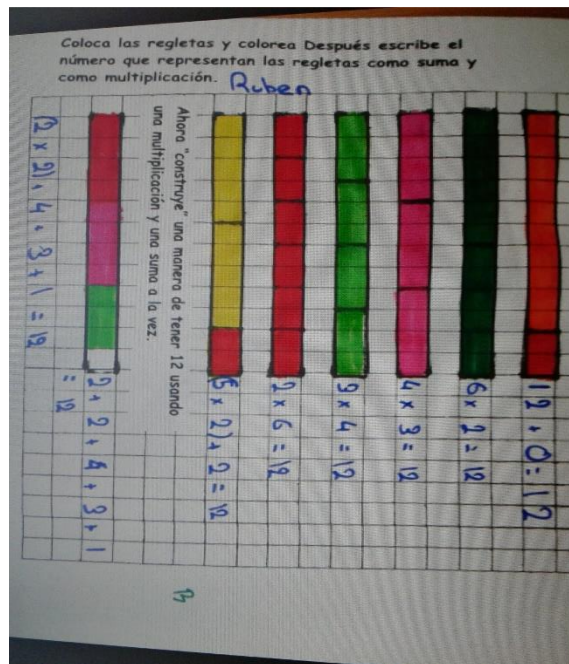 Coloca las regletas y colorea Después escribe el
número que representan las regletas como suma y
como multiplicación. Ruben
12 + 0 = 12
6 x 2 = 12
4 x 3 = 12
3 x 4 = 12
2 x 6 = 12
(5 x 2) + 2 = 12
Ahora "construye" una manera de tener 12 usando
una multiplicación y una suma a la vez.
B
2 + 2 + 4 + 3 + 1
= 12
(2 x 2) + 4 + 3 + 1 = 12